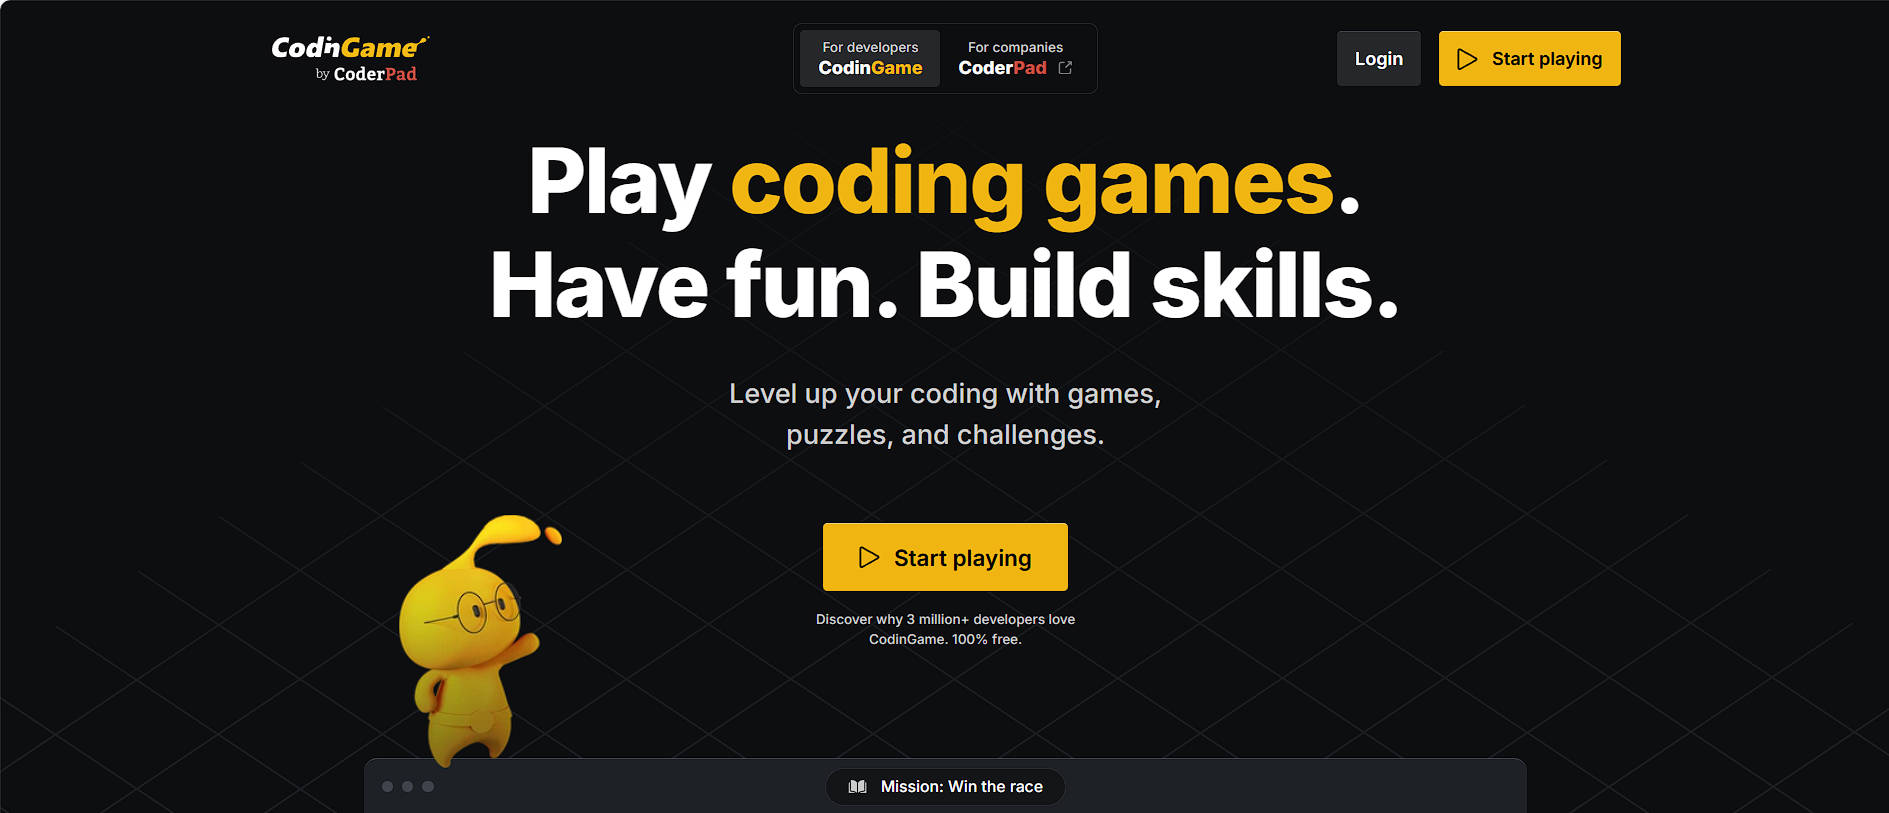 CodinGame
by CoderPad
For developers
CodinGame
For companies
CoderPad
Login
Start playing
Play coding games.
Have fun. Build skills.
Level up your coding with games,
puzzles, and challenges.
Start playing
Discover why 3 million+ developers love
CodinGame. 100% free.
Mission: Win the race